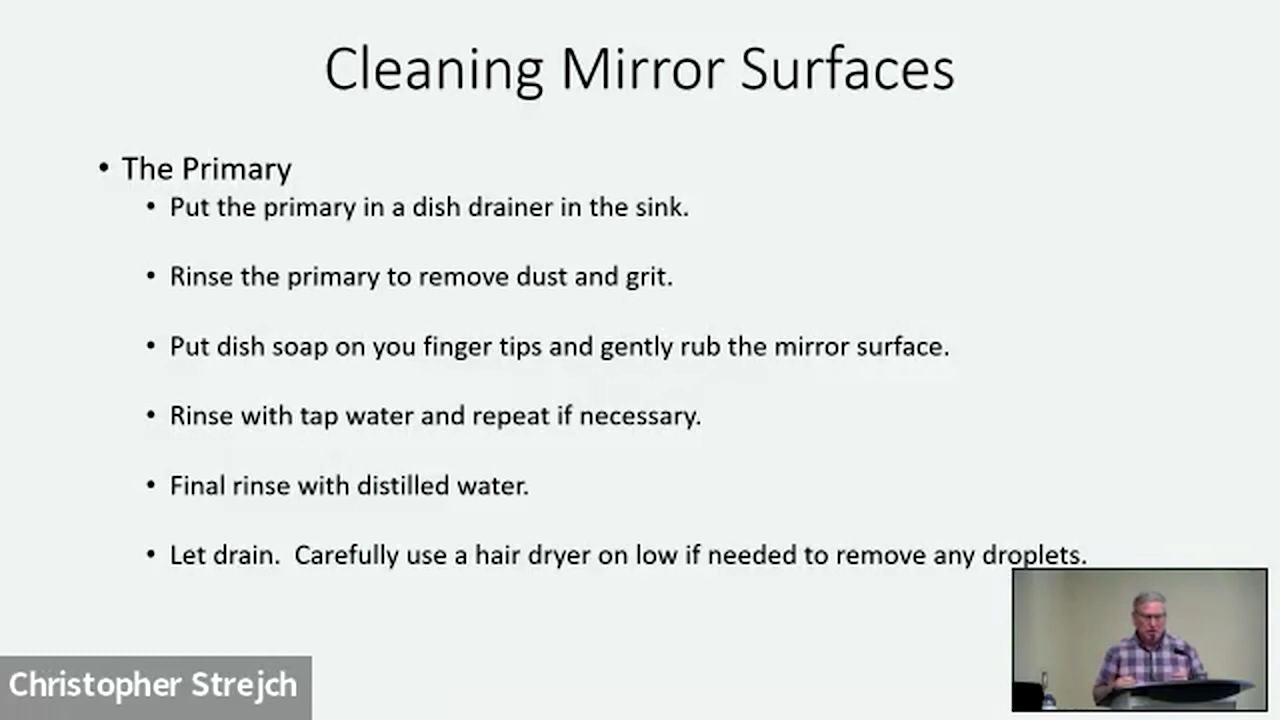 Cleaning Mirror Surfaces
• The Primary
• Put the primary in a dish drainer in the sink.
• Rinse the primary to remove dust and grit.
• Put dish soap on you finger tips and gently rub the mirror surface.
• Rinse with tap water and repeat if necessary.
• Final rinse with distilled water.
• Let drain.  Carefully use a hair dryer on low if needed to remove any droplets.
Christopher Strejch